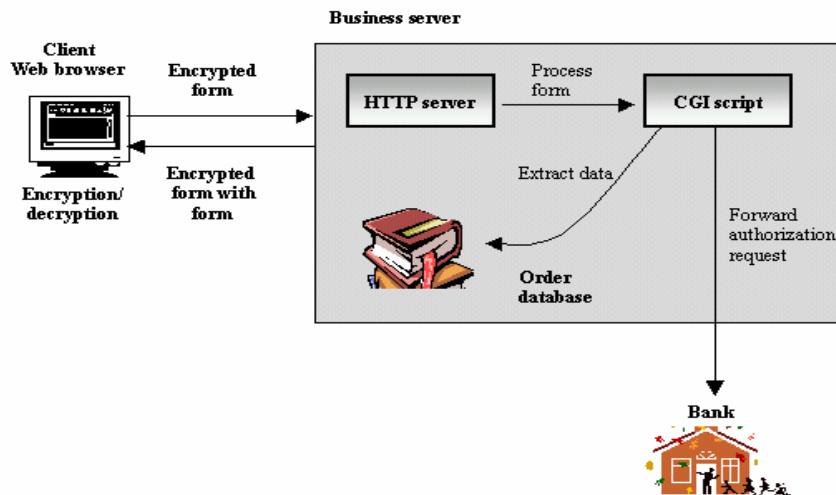 Business server
Client
Web browser
Encrypted
form
HTTP server
Process
form
CGI script
Encrypted
form with
form
Encryption/
decryption
Extract data
Forward
authorization
request
Order
database
Bank